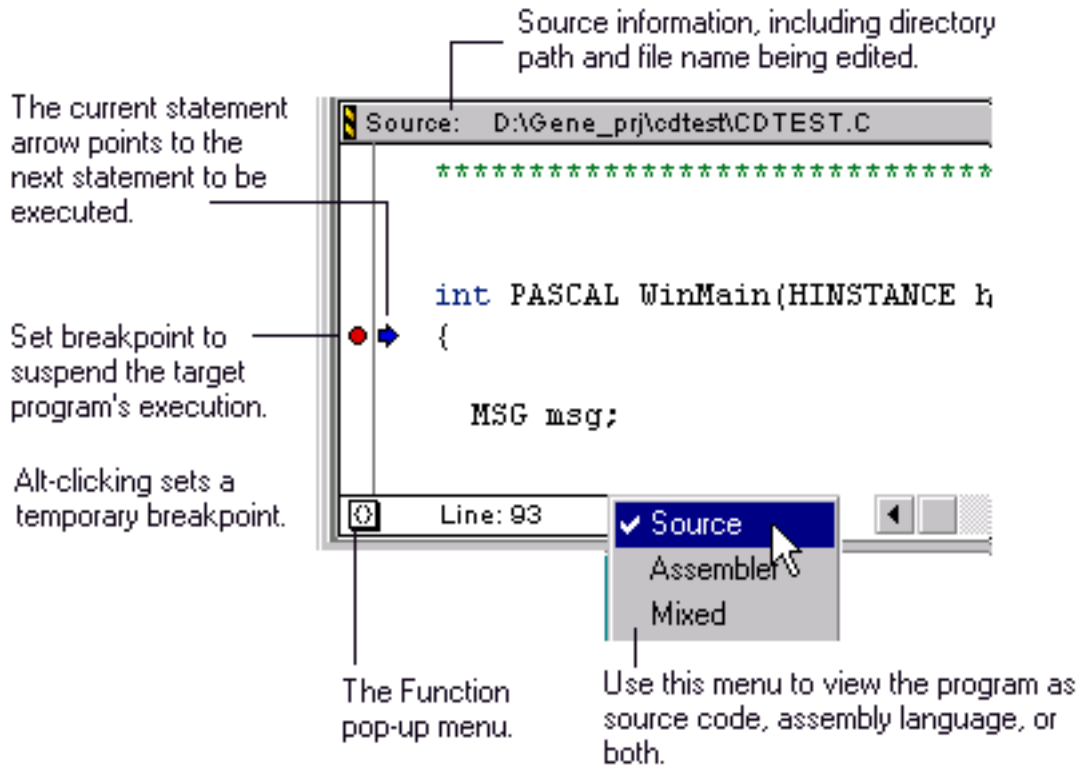 Source information, including directory
path and file name being edited.
The current statement
arrow points to the
next statement to be
executed.
Source: D:\Gene_prj\cdtest\CDTEST.C
******************************
int PASCAL WinMain(HINSTANCE h
{
MSG msg;
Set breakpoint to
suspend the target
program's execution.
Alt-clicking sets a
temporary breakpoint.
{} Line: 93
Source
Assembler
Mixed
The Function
pop-up menu.
Use this menu to view the program as
source code, assembly language, or
both.